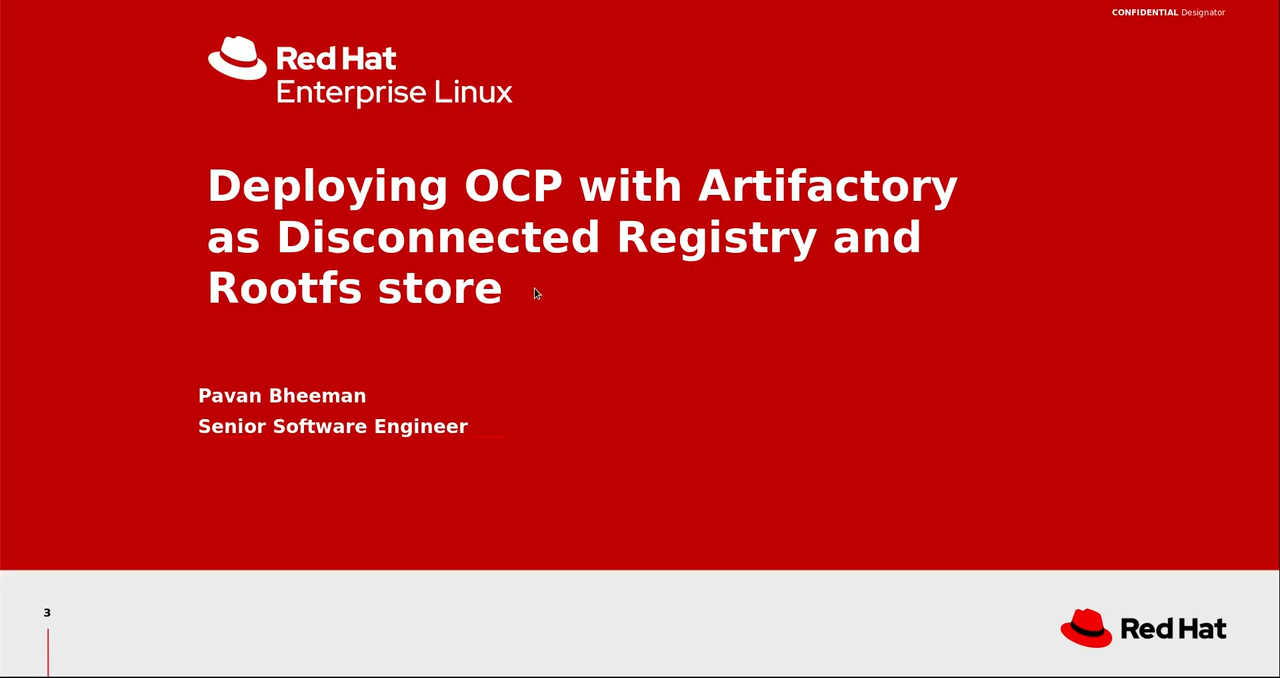 CONFIDENTIAL Designator
Red Hat
Enterprise Linux
Deploying OCP with Artifactory
as Disconnected Registry and
Rootfs store
Pavan Bheeman
Senior Software Engineer
3
Red Hat